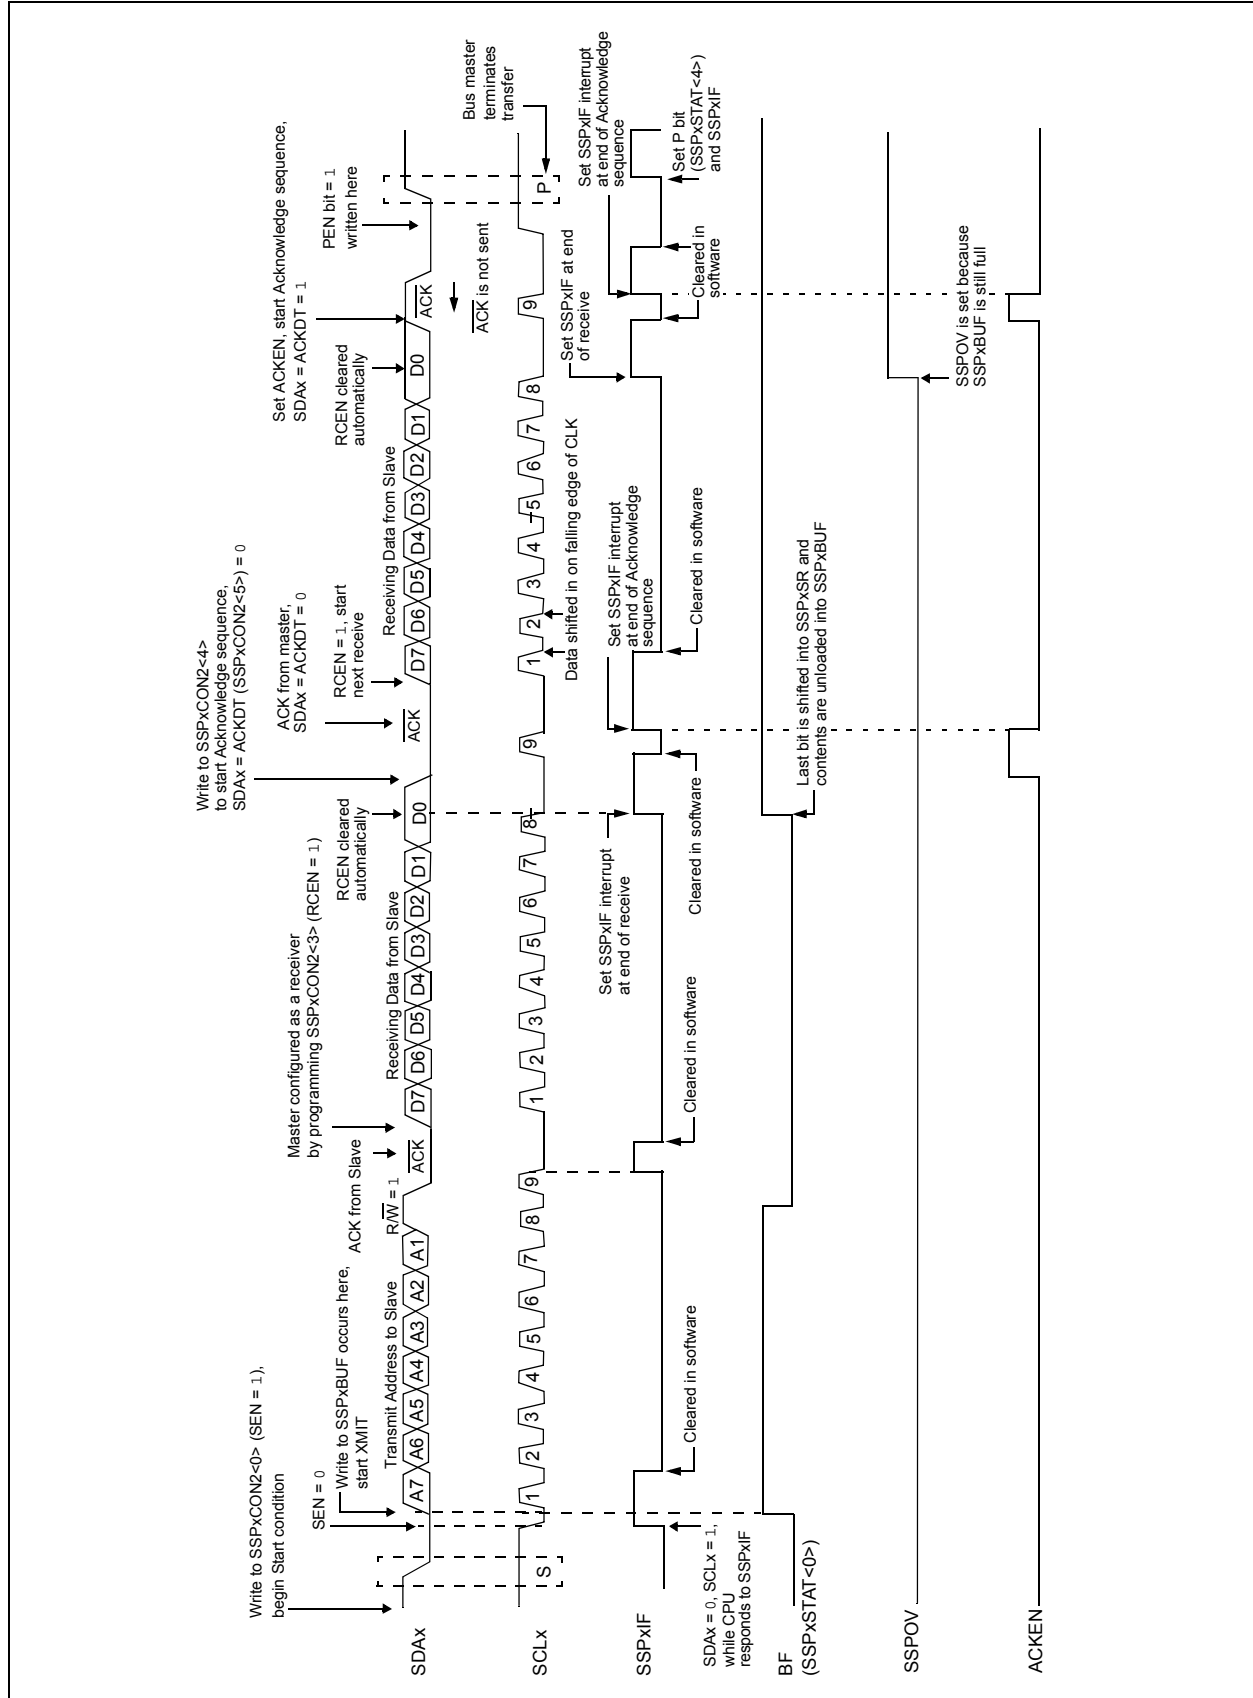 Write to SSPxCON2<0> (SEN = 1),
begin Start condition
SEN = 0
Write to SSPxBUF occurs here,
start XMIT
Transmit Address to Slave
R/W = 1
ACK from Slave
Master configured as a receiver
by programming SSPxCON2<3> (RCEN = 1)
Receiving Data from Slave
RCEN cleared
automatically
Write to SSPxCON2<4>
to start Acknowledge sequence,
SDAx = ACKDT (SSPxCON2<5>) = 0
ACK from master,
SDAx = ACKDT = 0
RCEN = 1, start
next receive
Receiving Data from Slave
RCEN cleared
automatically
Set ACKEN, start Acknowledge sequence,
SDAx = ACKDT = 1
PEN bit = 1
written here
SDAx
A7 A6 A5 A4 A3 A2 A1 ACK D7 D6 D5 D4 D3 D2 D1 D0 ACK D7 D6 D5 D4 D3 D2 D1 D0 ACK
ACK is not sent
Bus master
terminates
transfer
SCLx
S 1 2 3 4 5 6 7 8 9 1 2 3 4 5 6 7 8 9 1 2 3 4 5 6 7 8 9 P
Data shifted in on falling edge of CLK
Set SSPxIF interrupt
at end of receive
Set SSPxIF interrupt
at end of Acknowledge
sequence
Set SSPxIF at end
of receive
Set SSPxIF interrupt
at end of Acknowledge
sequence
SSPxIF
SDAx = 0, SCLx = 1,
while CPU
responds to SSPxIF
Cleared in software
Cleared in software
Cleared in software
Cleared in software
Cleared in
software
Set P bit
(SSPxSTAT<4>)
and SSPxIF
BF
(SSPxSTAT<0>)
Last bit is shifted into SSPxSR and
contents are unloaded into SSPxBUF
SSPOV
SSPOV is set because
SSPxBUF is still full
ACKEN